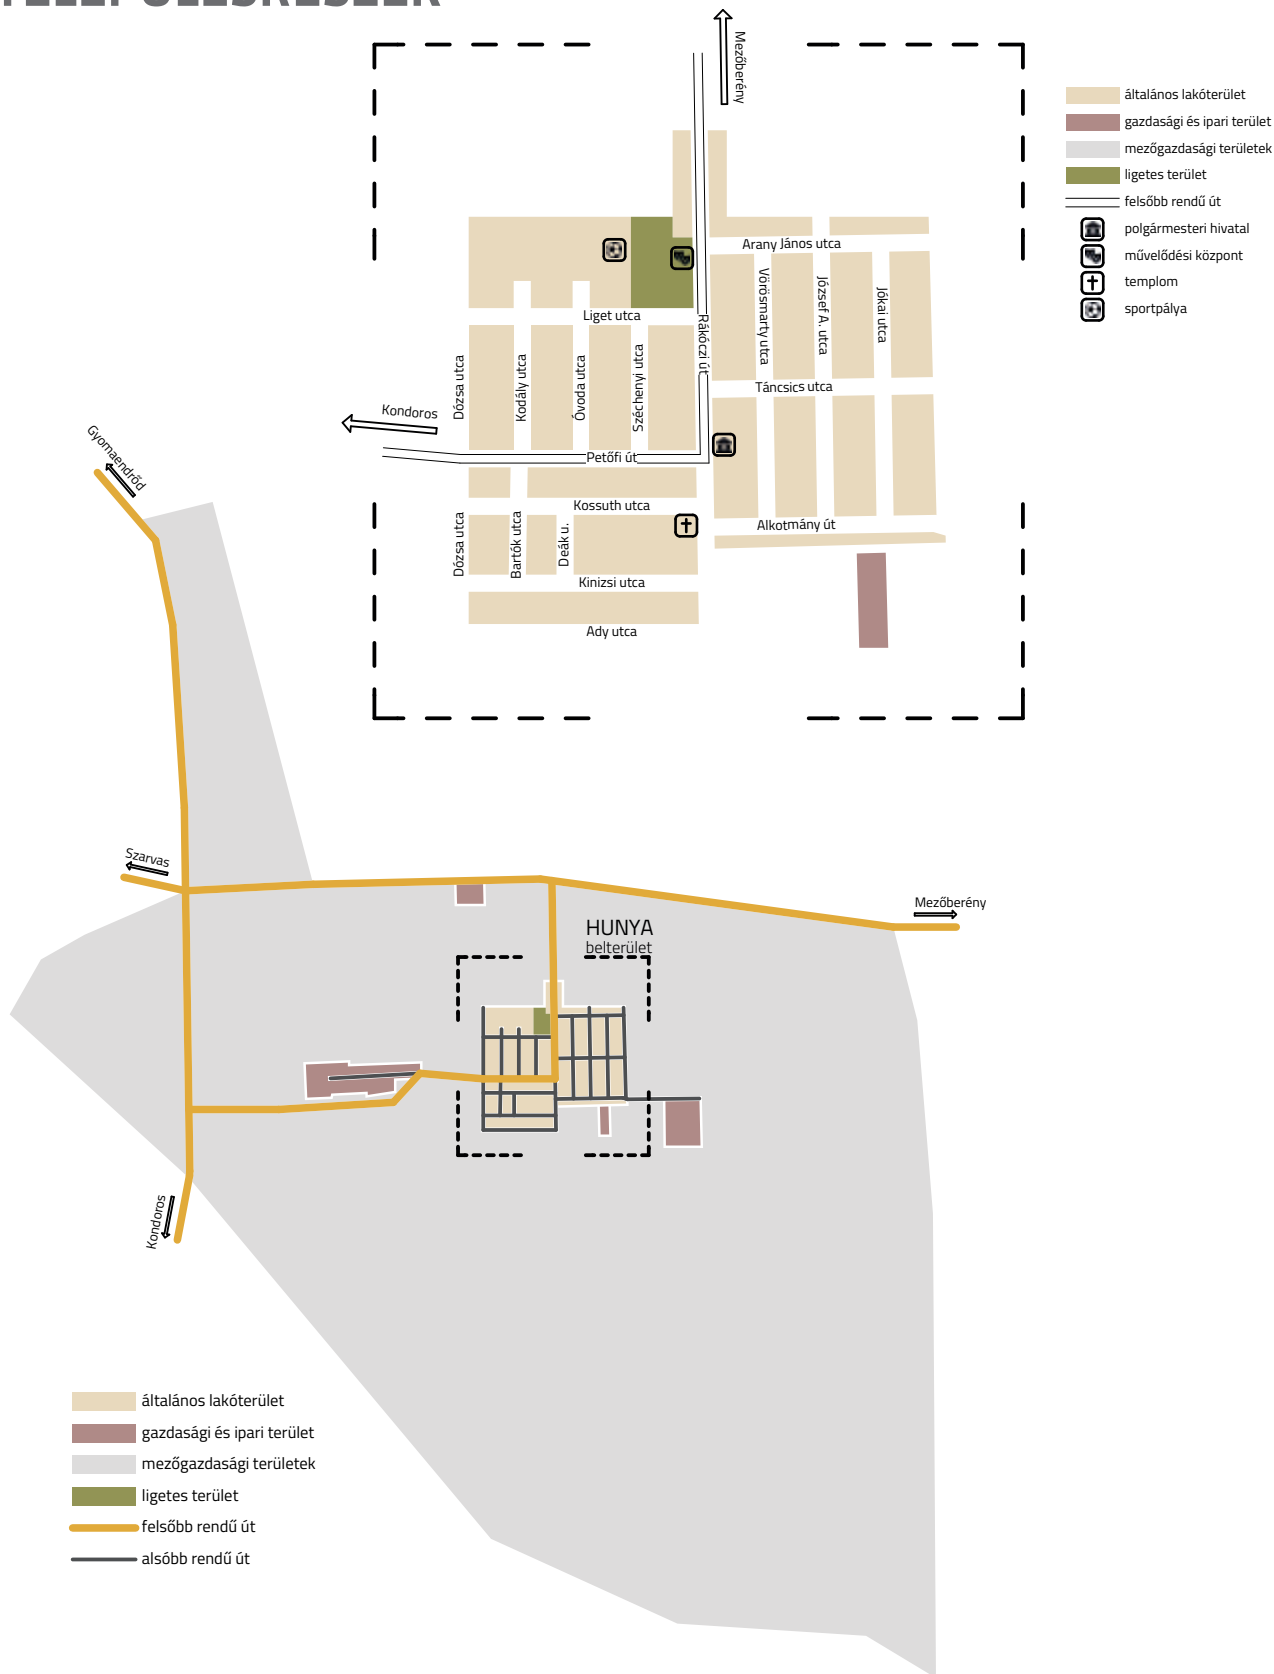 TELEPÜLÉSRÉSZEK
Mezőberény
általános lakóterület
gazdasági és ipari terület
mezőgazdasági területek
ligetes terület
felsőbb rendű út
polgármesteri hivatal
művelődési központ
templom
sportpálya
Arany János utca
Vörösmarty utca
József A. utca
Jókai utca
Liget utca
Rákóczi út
Dózsa utca
Kodály utca
Óvoda utca
Széchenyi utca
Táncsics utca
Kondoros
Petőfi út
Kossuth utca
Alkotmány út
Dózsa utca
Bartók utca
Deák u.
Kinizsi utca
Ady utca
Gyomaendrőd
Szarvas
Mezőberény
HUNYA
belterület
Kondoros
általános lakóterület
gazdasági és ipari terület
mezőgazdasági területek
ligetes terület
felsőbb rendű út
alsóbb rendű út